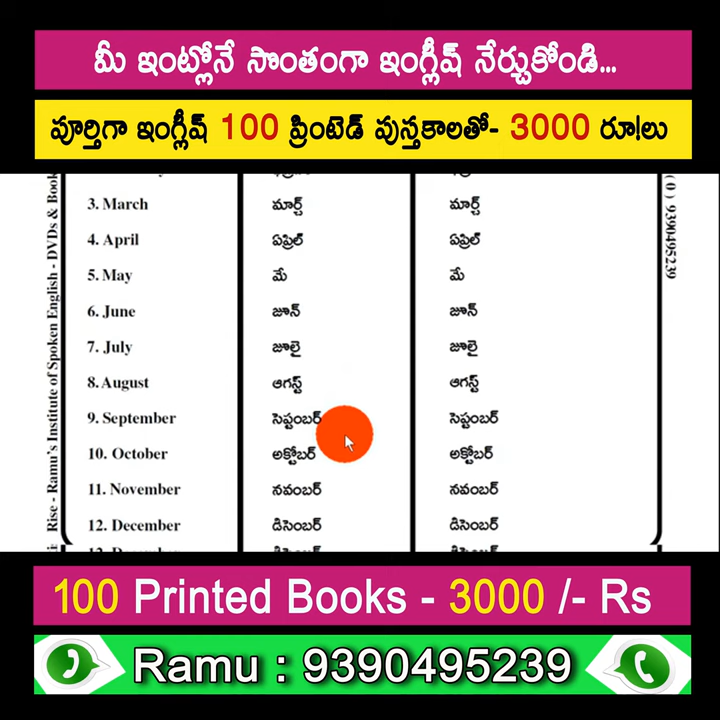 మీ ఇంట్లోనే సొంతంగా ఇంగ్లీష్ నేర్చుకోండి...
పూర్తిగా ఇంగ్లీష్ 100 ప్రింటెడ్ పుస్తకాలతో- 3000 రూ!లు
3. March మార్చ్ మార్చ్
4. April ఏప్రిల్ ఏప్రిల్
5. May మే మే
6. June జూన్ జూన్
7. July జూలై జూలై
8. August ఆగస్ట్ ఆగస్ట్
9. September సెప్టంబర్ సెప్టంబర్
10. October అక్టోబర్ అక్టోబర్
11. November నవంబర్ నవంబర్
12. December డిసెంబర్ డిసెంబర్
Rise - Ramu's Institute of Spoken English - DVDs &
(0) 9390495239
100 Printed Books - 3000 /- Rs
Ramu : 9390495239